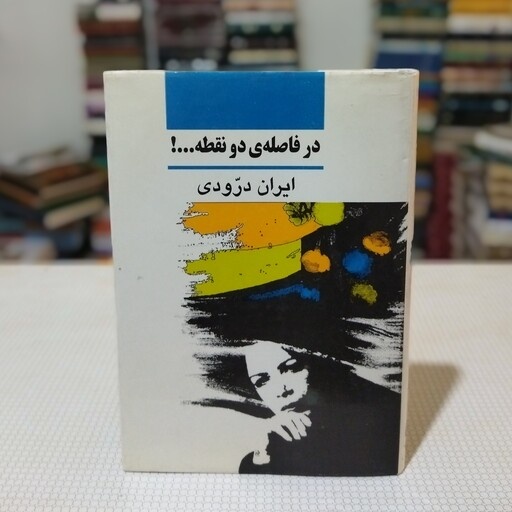 در فاصله‌ی دو نقطه...!
ایران درّودی